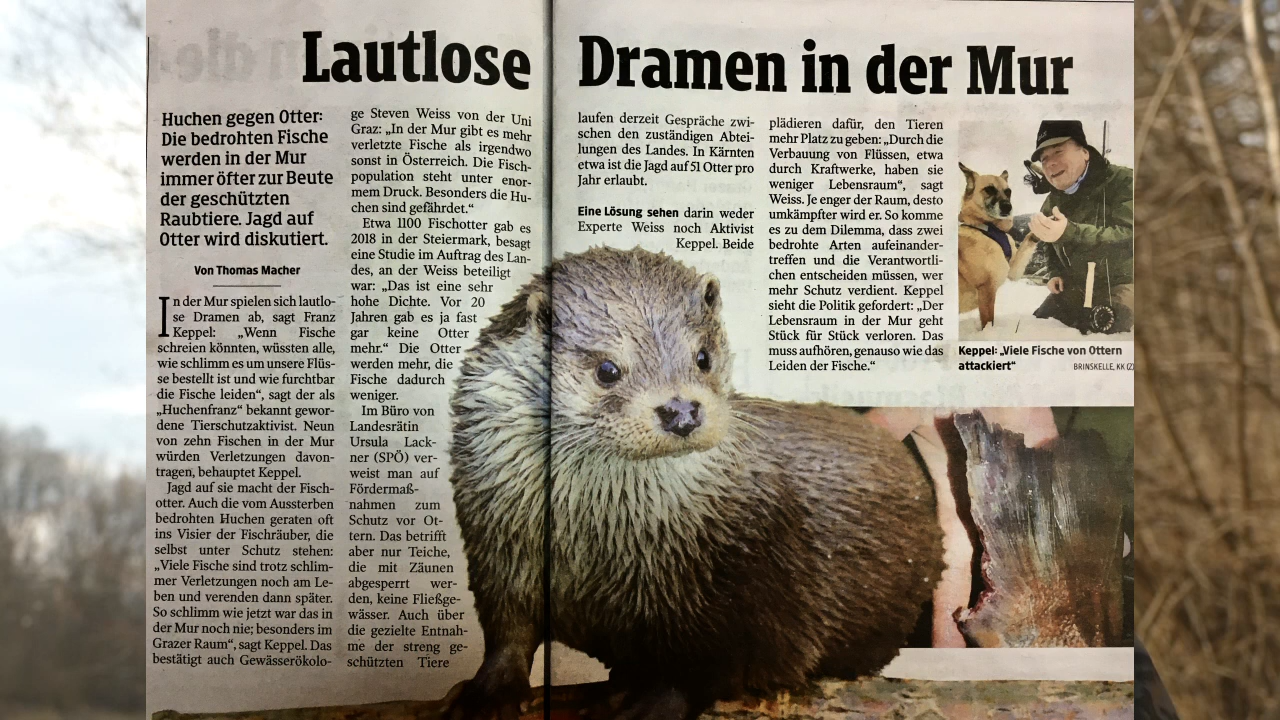 Lautlose Dramen in der Mur
Huchen gegen Otter:
Die bedrohten Fische
werden in der Mur
immer öfter zur Beute
der geschützten
Raubtiere. Jagd auf
Otter wird diskutiert.
Von Thomas Macher
In der Mur spielen sich lautlo-
se Dramen ab, sagt Franz
Keppel: „Wenn Fische
schreien könnten, wüssten alle,
wie schlimm es um unsere Flüs-
se bestellt ist und wie furchtbar
die Fische leiden“, sagt der als
„Huchenfranz“ bekannt gewor-
dene Tierschutzaktivist. Neun
von zehn Fischen in der Mur
würden Verletzungen davon-
tragen, behauptet Keppel.
Jagd auf sie macht der Fisch-
otter. Auch die vom Aussterben
bedrohten Huchen geraten oft
ins Visier der Fischräuber, die
selbst unter Schutz stehen:
„Viele Fische sind trotz schlim-
mer Verletzungen noch am Le-
ben und verenden dann später.
So schlimm wie jetzt war das in
der Mur noch nie; besonders im
Grazer Raum“, sagt Keppel. Das
bestätigt auch Gewässerökolo-
ge Steven Weiss von der Uni
Graz: „In der Mur gibt es mehr
verletzte Fische als irgendwo
sonst in Österreich. Die Fisch-
population steht unter enor-
mem Druck. Besonders die Hu-
chen sind gefährdet.“
Etwa 1100 Fischotter gab es
2018 in der Steiermark, besagt
eine Studie im Auftrag des Lan-
des, an der Weiss beteiligt
war: „Das ist eine sehr
hohe Dichte. Vor 20
Jahren gab es ja fast
gar keine Otter
mehr.“ Die Otter
werden mehr, die
Fische dadurch
weniger.
Im Büro von
Landesrätin
Ursula Lack-
ner (SPÖ) ver-
weist man auf
Fördermaß-
nahmen zum
Schutz vor Ot-
tern. Das betrifft
aber nur Teiche,
die mit Zäunen
abgesperrt wer-
den, keine Fließge-
wässer. Auch über
die gezielte Entnah-
me der streng ge-
schützten Tiere
laufen derzeit Gespräche zwi-
schen den zuständigen Abtei-
lungen des Landes. In Kärnten
etwa ist die Jagd auf 51 Otter pro
Jahr erlaubt.
Eine Lösung sehen darin weder
Experte Weiss noch Aktivist
Keppel. Beide
plädieren dafür, den Tieren
mehr Platz zu geben: „Durch die
Verbauung von Flüssen, etwa
durch Kraftwerke, haben sie
weniger Lebensraum“, sagt
Weiss. Je enger der Raum, desto
umkämpfter wird er. So komme
es zu dem Dilemma, dass zwei
bedrohte Arten aufeinander-
treffen und die Verantwortli-
chen entscheiden müssen, wer
mehr Schutz verdient. Keppel
sieht die Politik gefordert: „Der
Lebensraum in der Mur geht
Stück für Stück verloren. Das
muss aufhören, genauso wie das
Leiden der Fische.“
Keppel: „Viele Fische von Ottern
attackiert“
BRINSKELLE, KK (2)